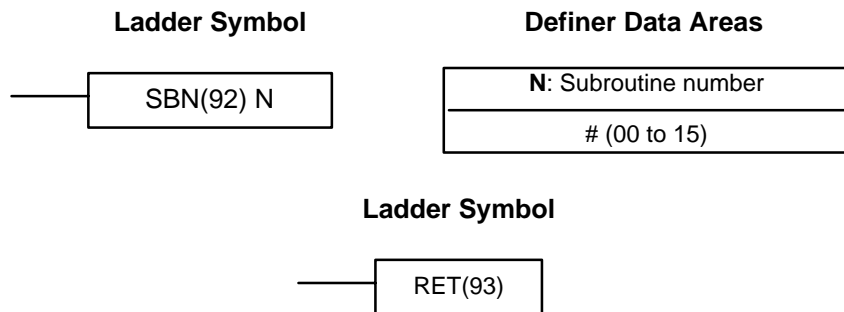 Ladder Symbol
Definer Data Areas
SBN(92) N
N: Subroutine number
# (00 to 15)
Ladder Symbol
RET(93)